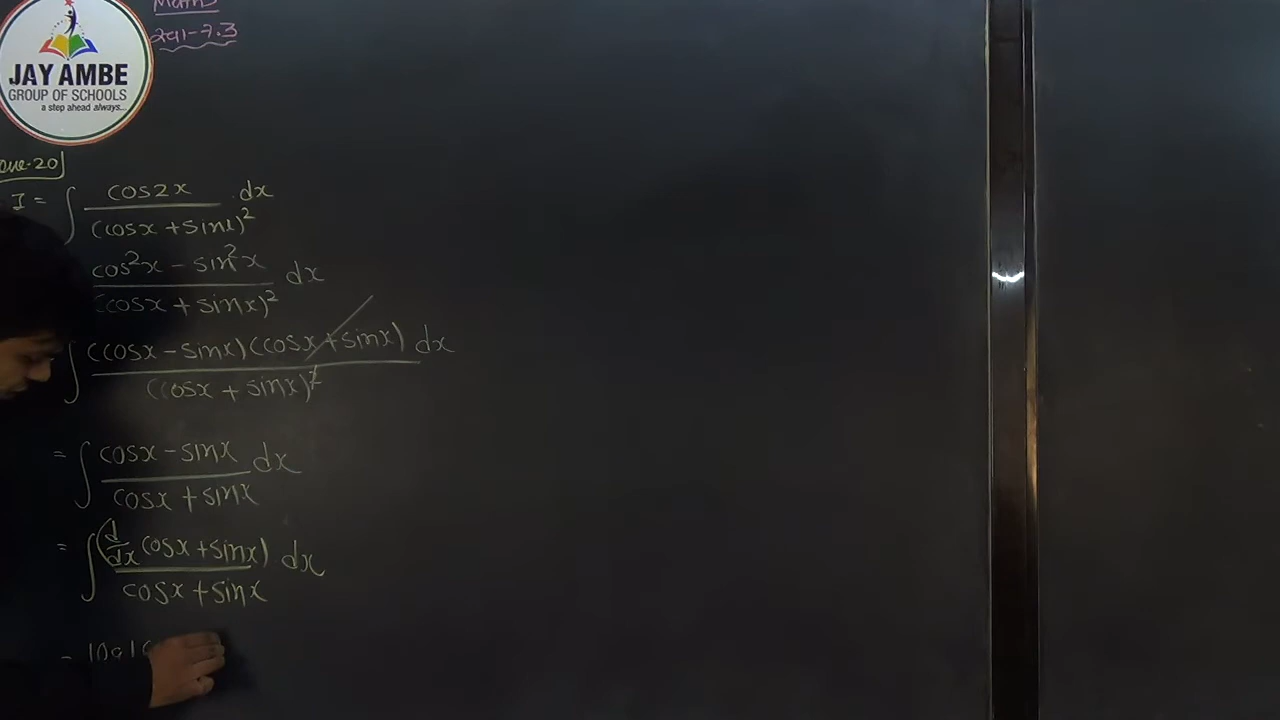 Maths
JAY AMBE
GROUP OF SCHOOLS
a step ahead always...
I = ∫ cos2x / (cosx + sinx)² dx
cos²x - sin²x / (cosx + sinx)² dx
∫ (cosx - sinx)(cosx + sinx) / (cosx + sinx)² dx
= ∫ cosx - sinx / cosx + sinx dx
= ∫ (d/dx cosx + sinx) / cosx + sinx dx
= log|